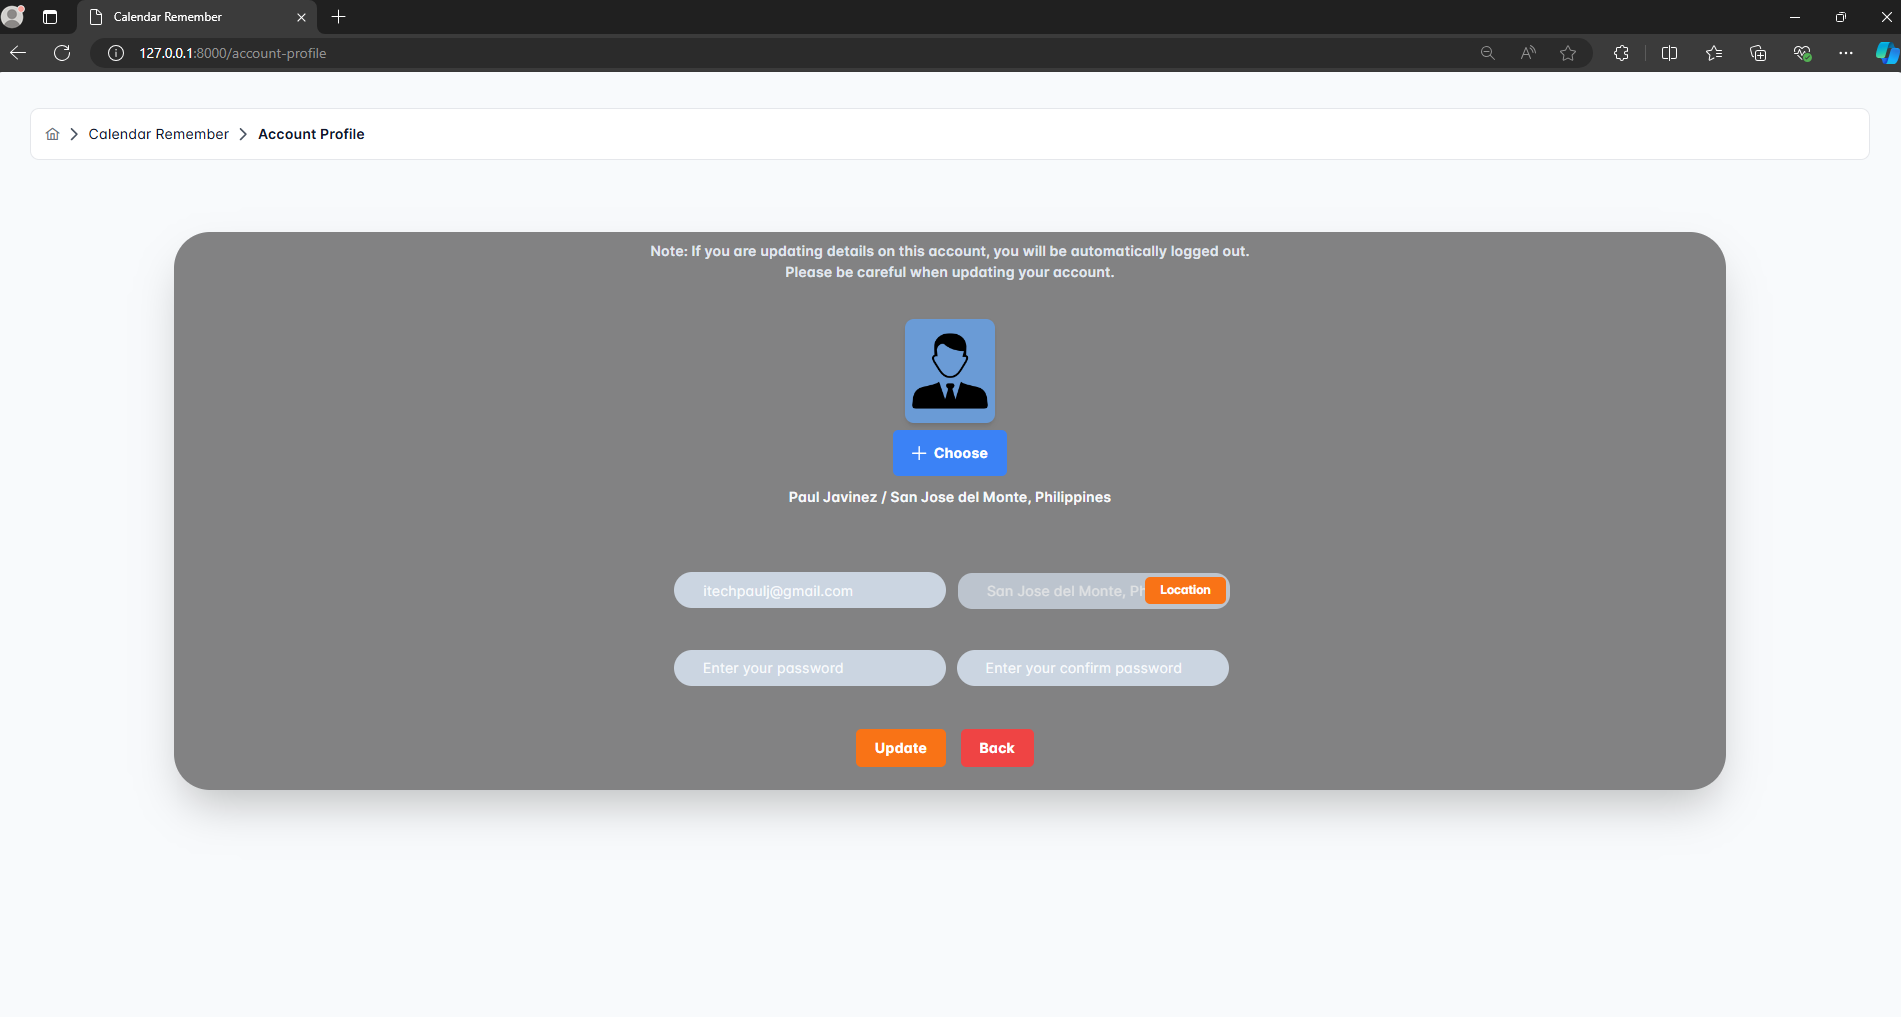 Calendar Remember
127.0.0.1:8000/account-profile
Calendar Remember
Account Profile
Note: If you are updating details on this account, you will be automatically logged out.
Please be careful when updating your account.
Choose
Paul Javinez / San Jose del Monte, Philippines
itechpaulj@gmail.com
San Jose del Monte, Ph
Location
Enter your password
Enter your confirm password
Update
Back